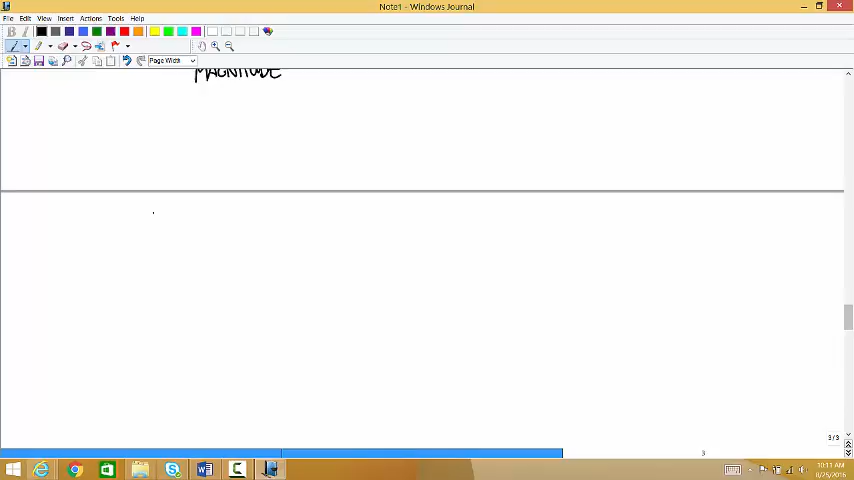 Note1 - Windows Journal
File Edit View Insert Actions Tools Help
B I
Page Width
MAGNITUDE
3/3
3
10:11 AM
8/25/2016